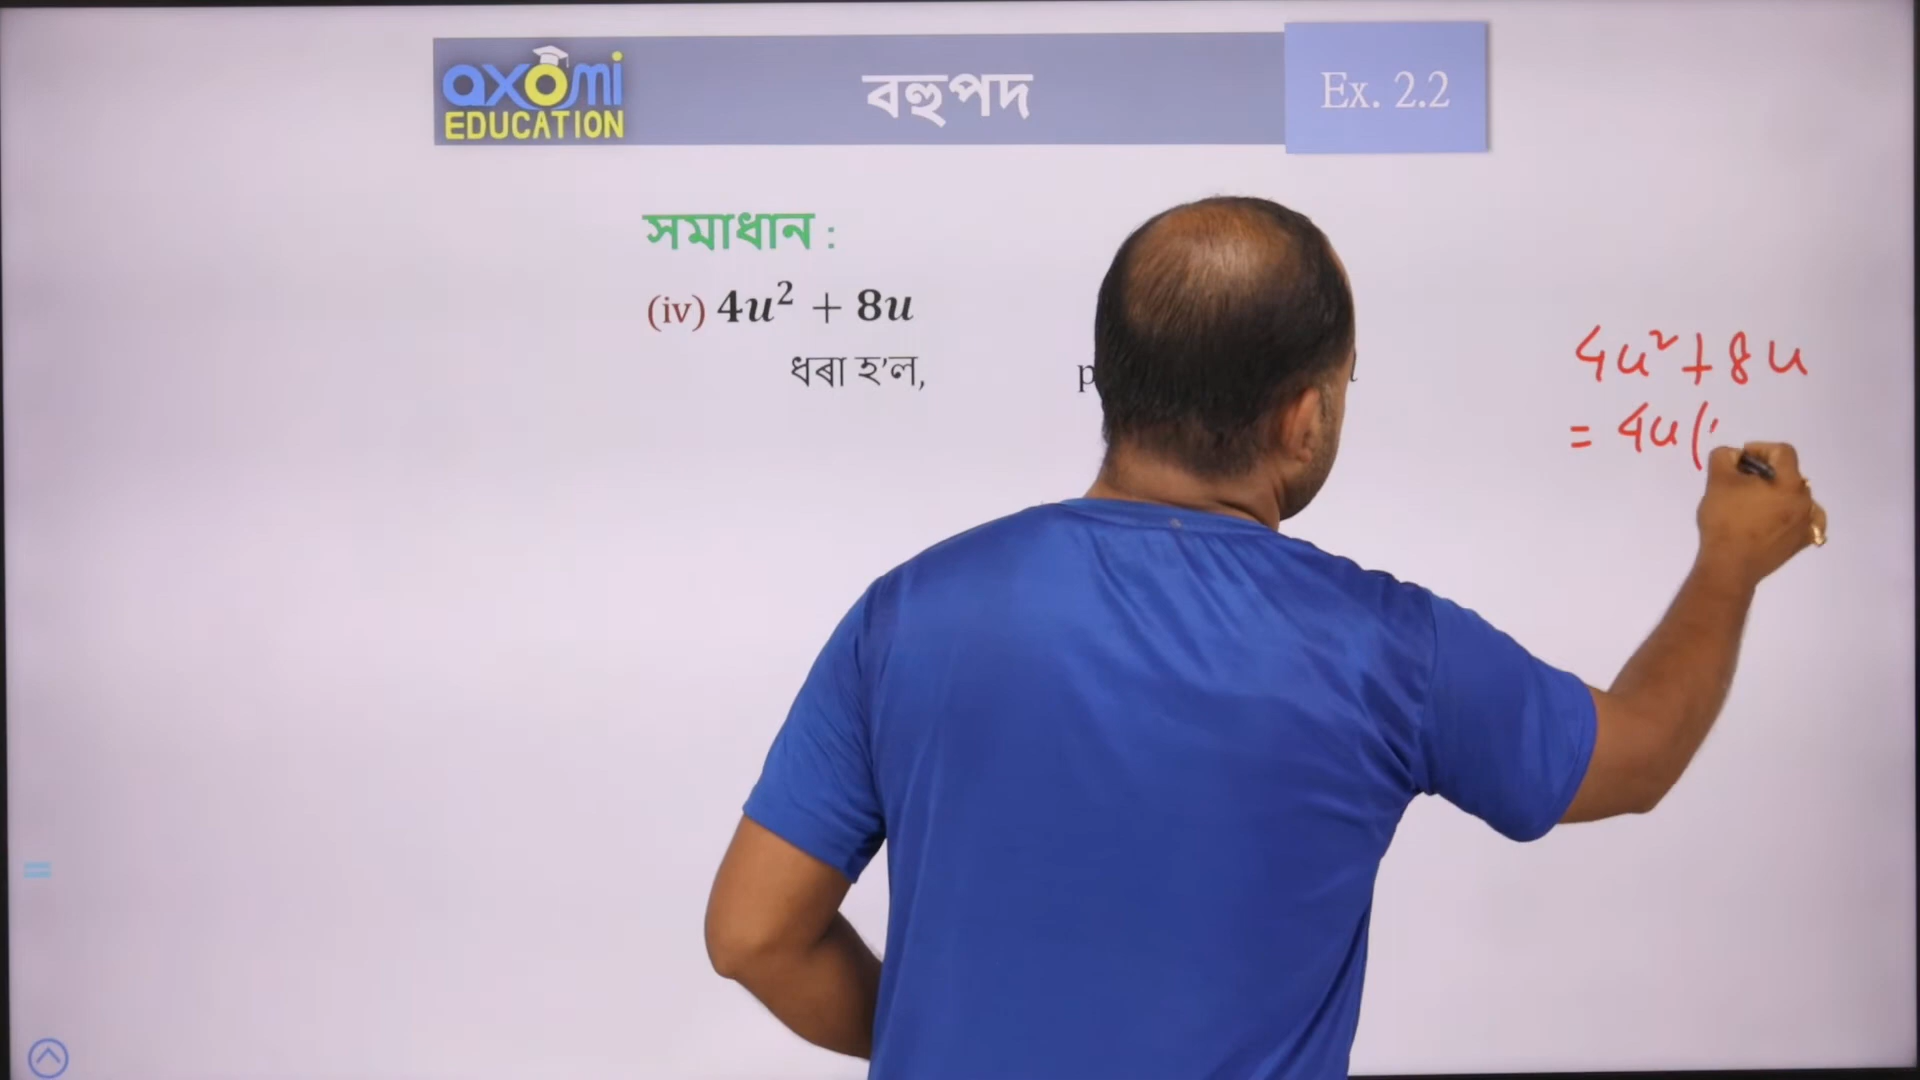 axomi
EDUCATION
বহুপদ
Ex. 2.2
সমাধান :
(iv) 4u² + 8u
ধৰা হ'ল,
p
4u²+8u
= 4u(